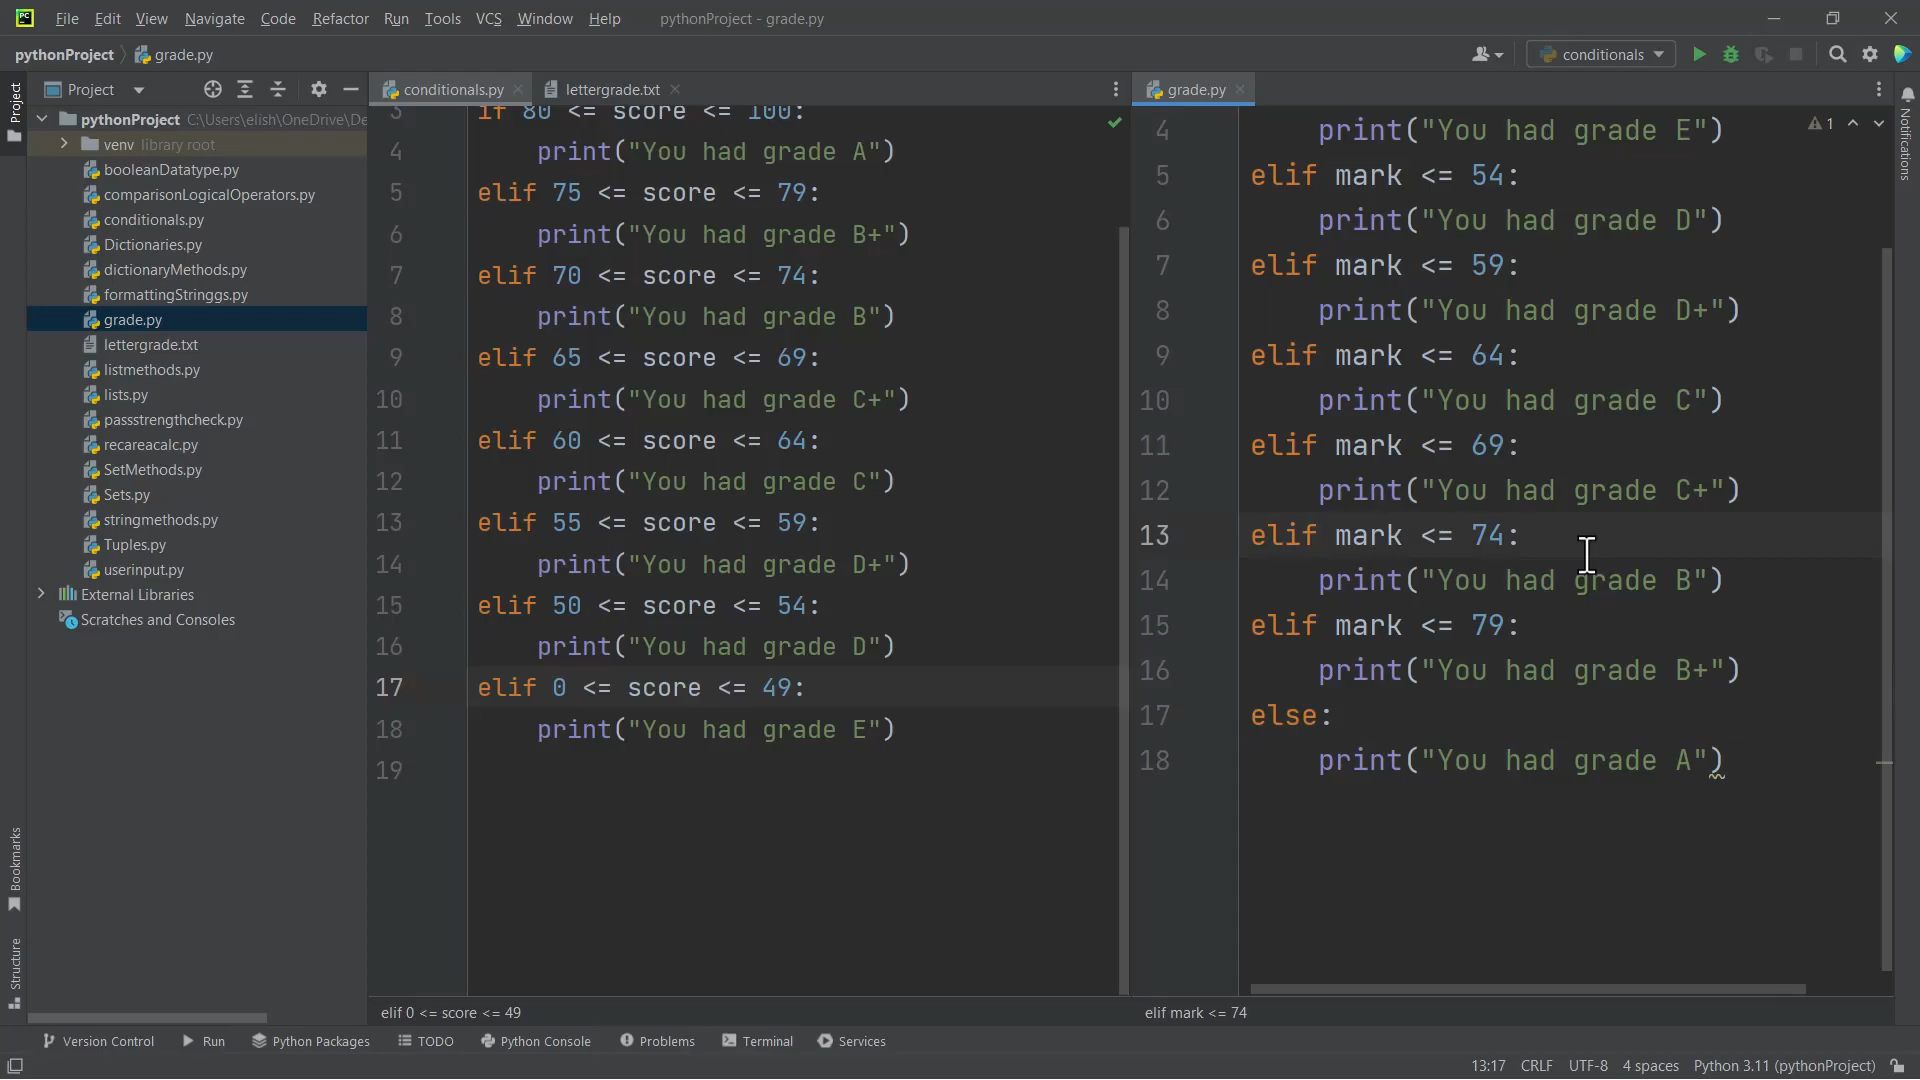 PC
File Edit View Navigate Code Refactor Run Tools VCS Window Help pythonProject - grade.py
pythonProject grade.py conditionals
Project
Bookmarks
Structure
Project
pythonProject C:\Users\elish\OneDrive\De
venv library root
booleanDatatype.py
comparisonLogicalOperators.py
conditionals.py
Dictionaries.py
dictionaryMethods.py
formattingStringgs.py
grade.py
lettergrade.txt
listmethods.py
lists.py
passstrengthcheck.py
recareacalc.py
SetMethods.py
Sets.py
stringmethods.py
Tuples.py
userinput.py
External Libraries
Scratches and Consoles
conditionals.py lettergrade.txt
3 if 80 <= score <= 100:
4 print("You had grade A")
5 elif 75 <= score <= 79:
6 print("You had grade B+")
7 elif 70 <= score <= 74:
8 print("You had grade B")
9 elif 65 <= score <= 69:
10 print("You had grade C+")
11 elif 60 <= score <= 64:
12 print("You had grade C")
13 elif 55 <= score <= 59:
14 print("You had grade D+")
15 elif 50 <= score <= 54:
16 print("You had grade D")
17 elif 0 <= score <= 49:
18 print("You had grade E")
19
elif 0 <= score <= 49
grade.py
1
4 print("You had grade E")
5 elif mark <= 54:
6 print("You had grade D")
7 elif mark <= 59:
8 print("You had grade D+")
9 elif mark <= 64:
10 print("You had grade C")
11 elif mark <= 69:
12 print("You had grade C+")
13 elif mark <= 74:
14 print("You had grade B")
15 elif mark <= 79:
16 print("You had grade B+")
17 else:
18 print("You had grade A")
elif mark <= 74
Notifications
Version Control Run Python Packages TODO Python Console Problems Terminal Services
13:17 CRLF UTF-8 4 spaces Python 3.11 (pythonProject)